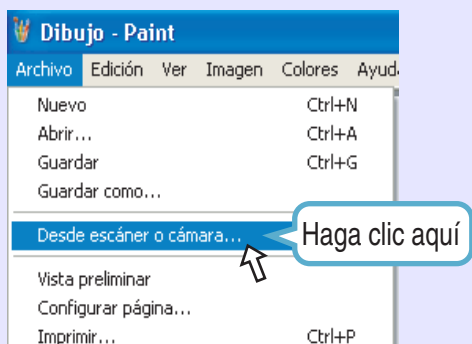 Dibujo - Paint
Archivo Edición Ver Imagen Colores Ayud
Nuevo Ctrl+N
Abrir... Ctrl+A
Guardar Ctrl+G
Guardar como...
Desde escáner o cámara... Haga clic aquí
Vista preliminar
Configurar página...
Imprimir... Ctrl+P